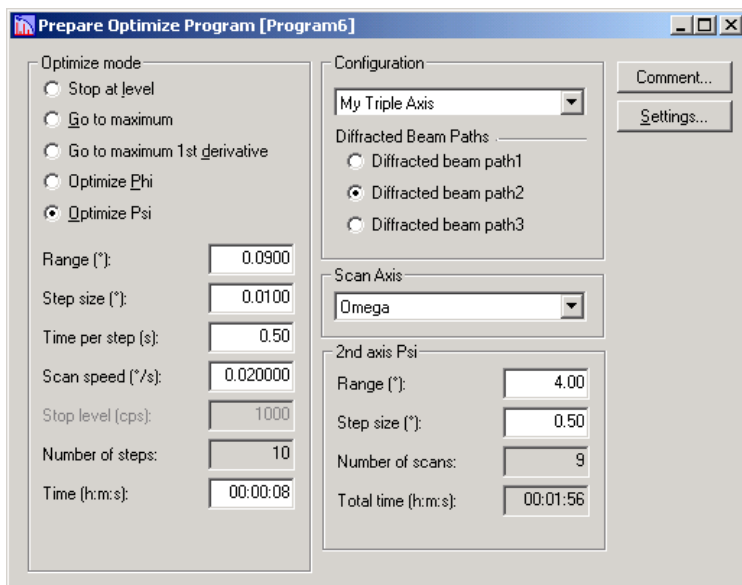 Prepare Optimize Program [Program6]
Optimize mode
Stop at level
Go to maximum
Go to maximum 1st derivative
Optimize Phi
Optimize Psi
Range (°): 0.0900
Step size (°): 0.0100
Time per step (s): 0.50
Scan speed (°/s): 0.020000
Stop level (cps): 1000
Number of steps: 10
Time (h:m:s): 00:00:08
Configuration
My Triple Axis
Diffracted Beam Paths
Diffracted beam path1
Diffracted beam path2
Diffracted beam path3
Scan Axis
Omega
2nd axis Psi
Range (°): 4.00
Step size (°): 0.50
Number of scans: 9
Total time (h:m:s): 00:01:56
Comment...
Settings...